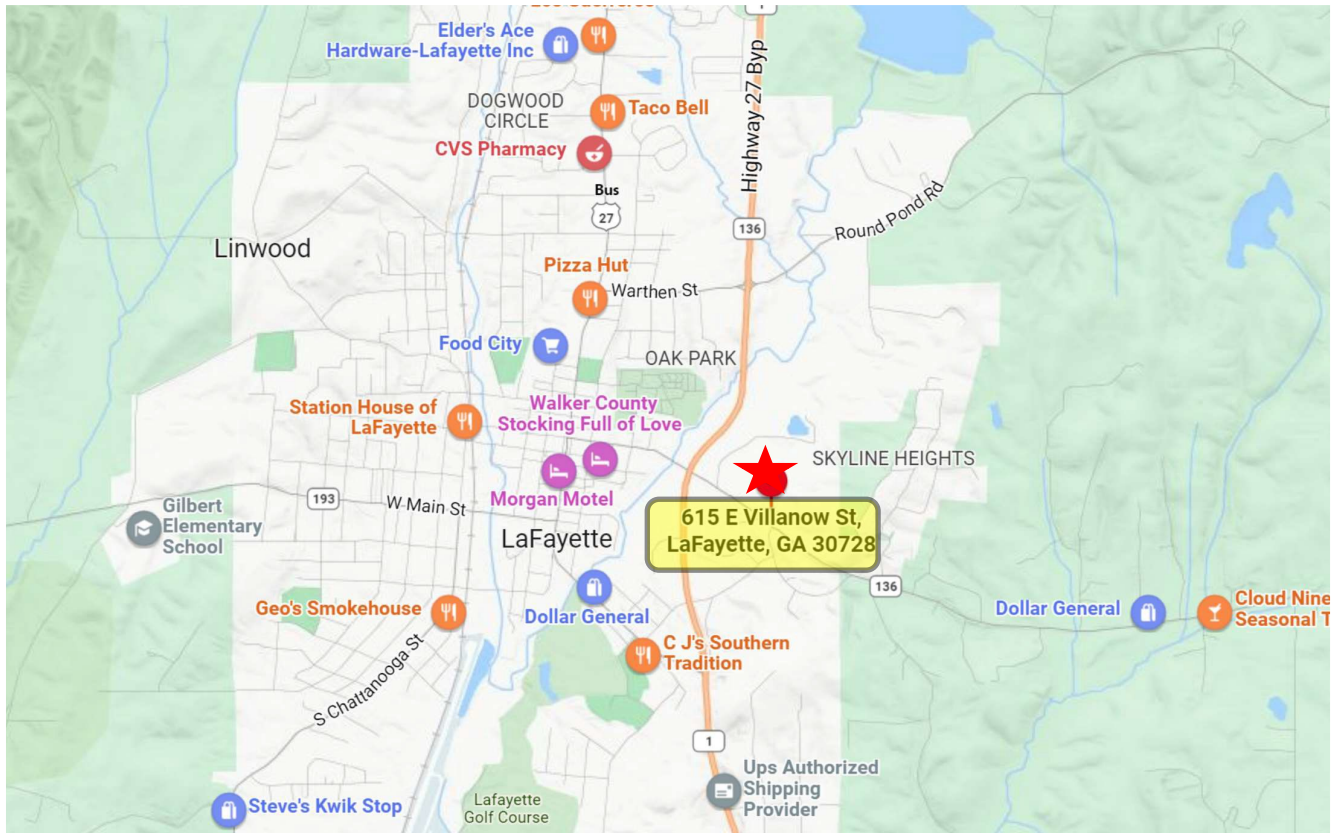 1
Elder's Ace
Hardware-Lafayette Inc
Highway 27 Byp
DOGWOOD
CIRCLE
Taco Bell
CVS Pharmacy
Bus
27
136
Round Pond Rd
Linwood
Pizza Hut
Warthen St
Food City
OAK PARK
Walker County
Stocking Full of Love
Station House of
LaFayette
SKYLINE HEIGHTS
Morgan Motel
193
W Main St
Gilbert
Elementary
School
LaFayette
615 E Villanow St,
LaFayette, GA 30728
136
Dollar General
Geo's Smokehouse
Dollar General
Cloud Nine
Seasonal T
C J's Southern
Tradition
S Chattanooga St
1
Ups Authorized
Shipping
Provider
Steve's Kwik Stop
Lafayette
Golf Course